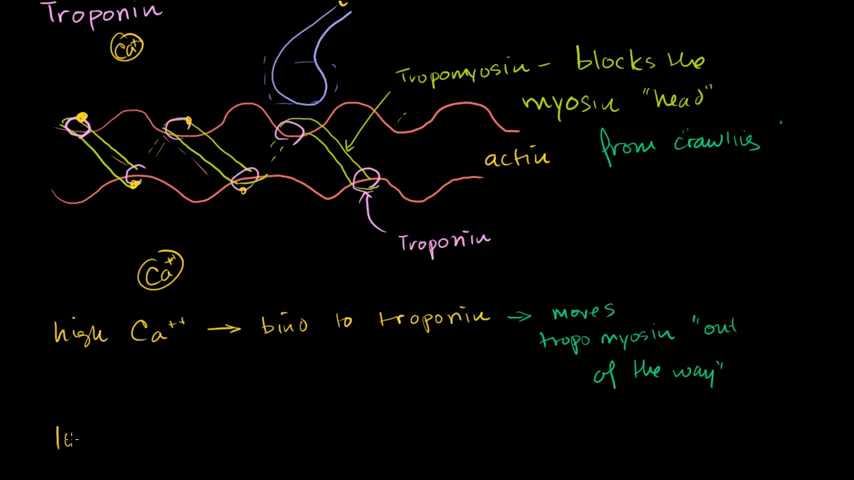 Troponin
Ca++
Tropomyosin - blocks the
myosin "head"
from crawlies
actin
Troponin
Ca++
high Ca++ → bind to troponin → moves
tropomyosin "out
of the way"